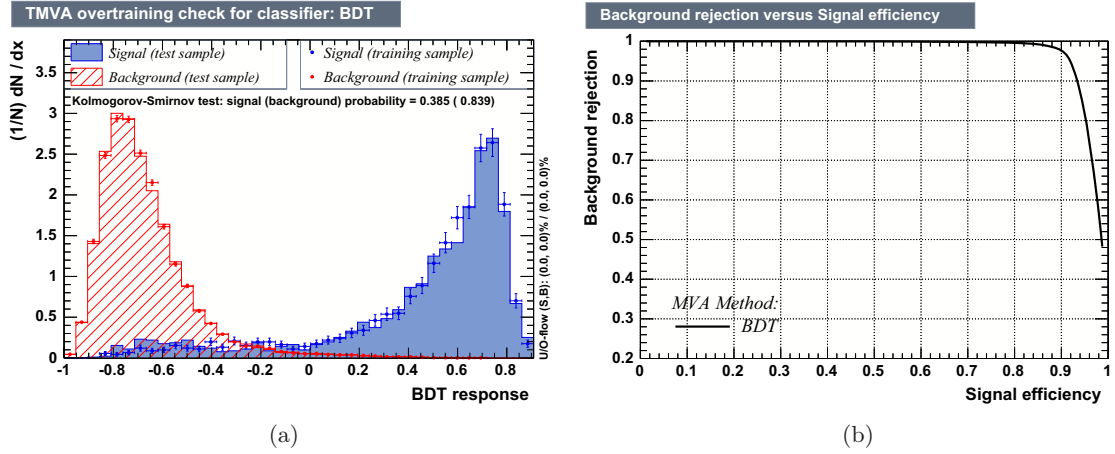 TMVA overtraining check for classifier: BDT
(1/N) dN / dx
Signal (test sample)
Background (test sample)
Signal (training sample)
Background (training sample)
Kolmogorov-Smirnov test: signal (background) probability = 0.385 ( 0.839)
3.5
3
2.5
2
1.5
1
0.5
0
-1 -0.8 -0.6 -0.4 -0.2 0 0.2 0.4 0.6 0.8
BDT response
U/O-flow (S,B): (0.0, 0.0)% / (0.0, 0.0)%
(a)
Background rejection versus Signal efficiency
Background rejection
1
0.9
0.8
0.7
0.6
0.5
0.4
0.3
0.2
MVA Method:
BDT
0 0.1 0.2 0.3 0.4 0.5 0.6 0.7 0.8 0.9 1
Signal efficiency
(b)